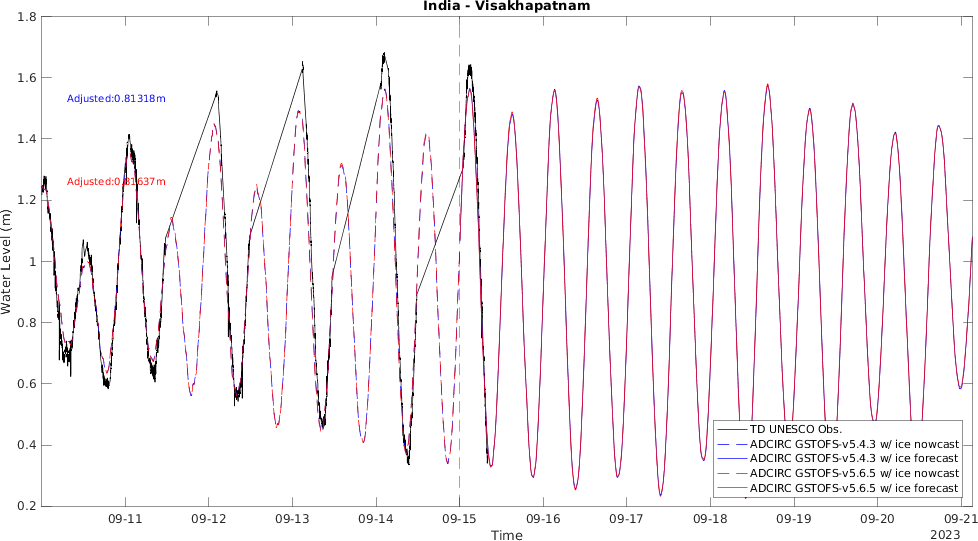 India - Visakhapatnam
1.8
1.6
1.4
1.2
1
0.8
0.6
0.4
0.2
Water Level (m)
Adjusted:0.81318m
Adjusted:0.81637m
TD UNESCO Obs.
ADCIRC GSTOFS-v5.4.3 w/ ice nowcast
ADCIRC GSTOFS-v5.4.3 w/ ice forecast
ADCIRC GSTOFS-v5.6.5 w/ ice nowcast
ADCIRC GSTOFS-v5.6.5 w/ ice forecast
09-11 09-12 09-13 09-14 09-15 09-16 09-17 09-18 09-19 09-20 09-21
Time
2023